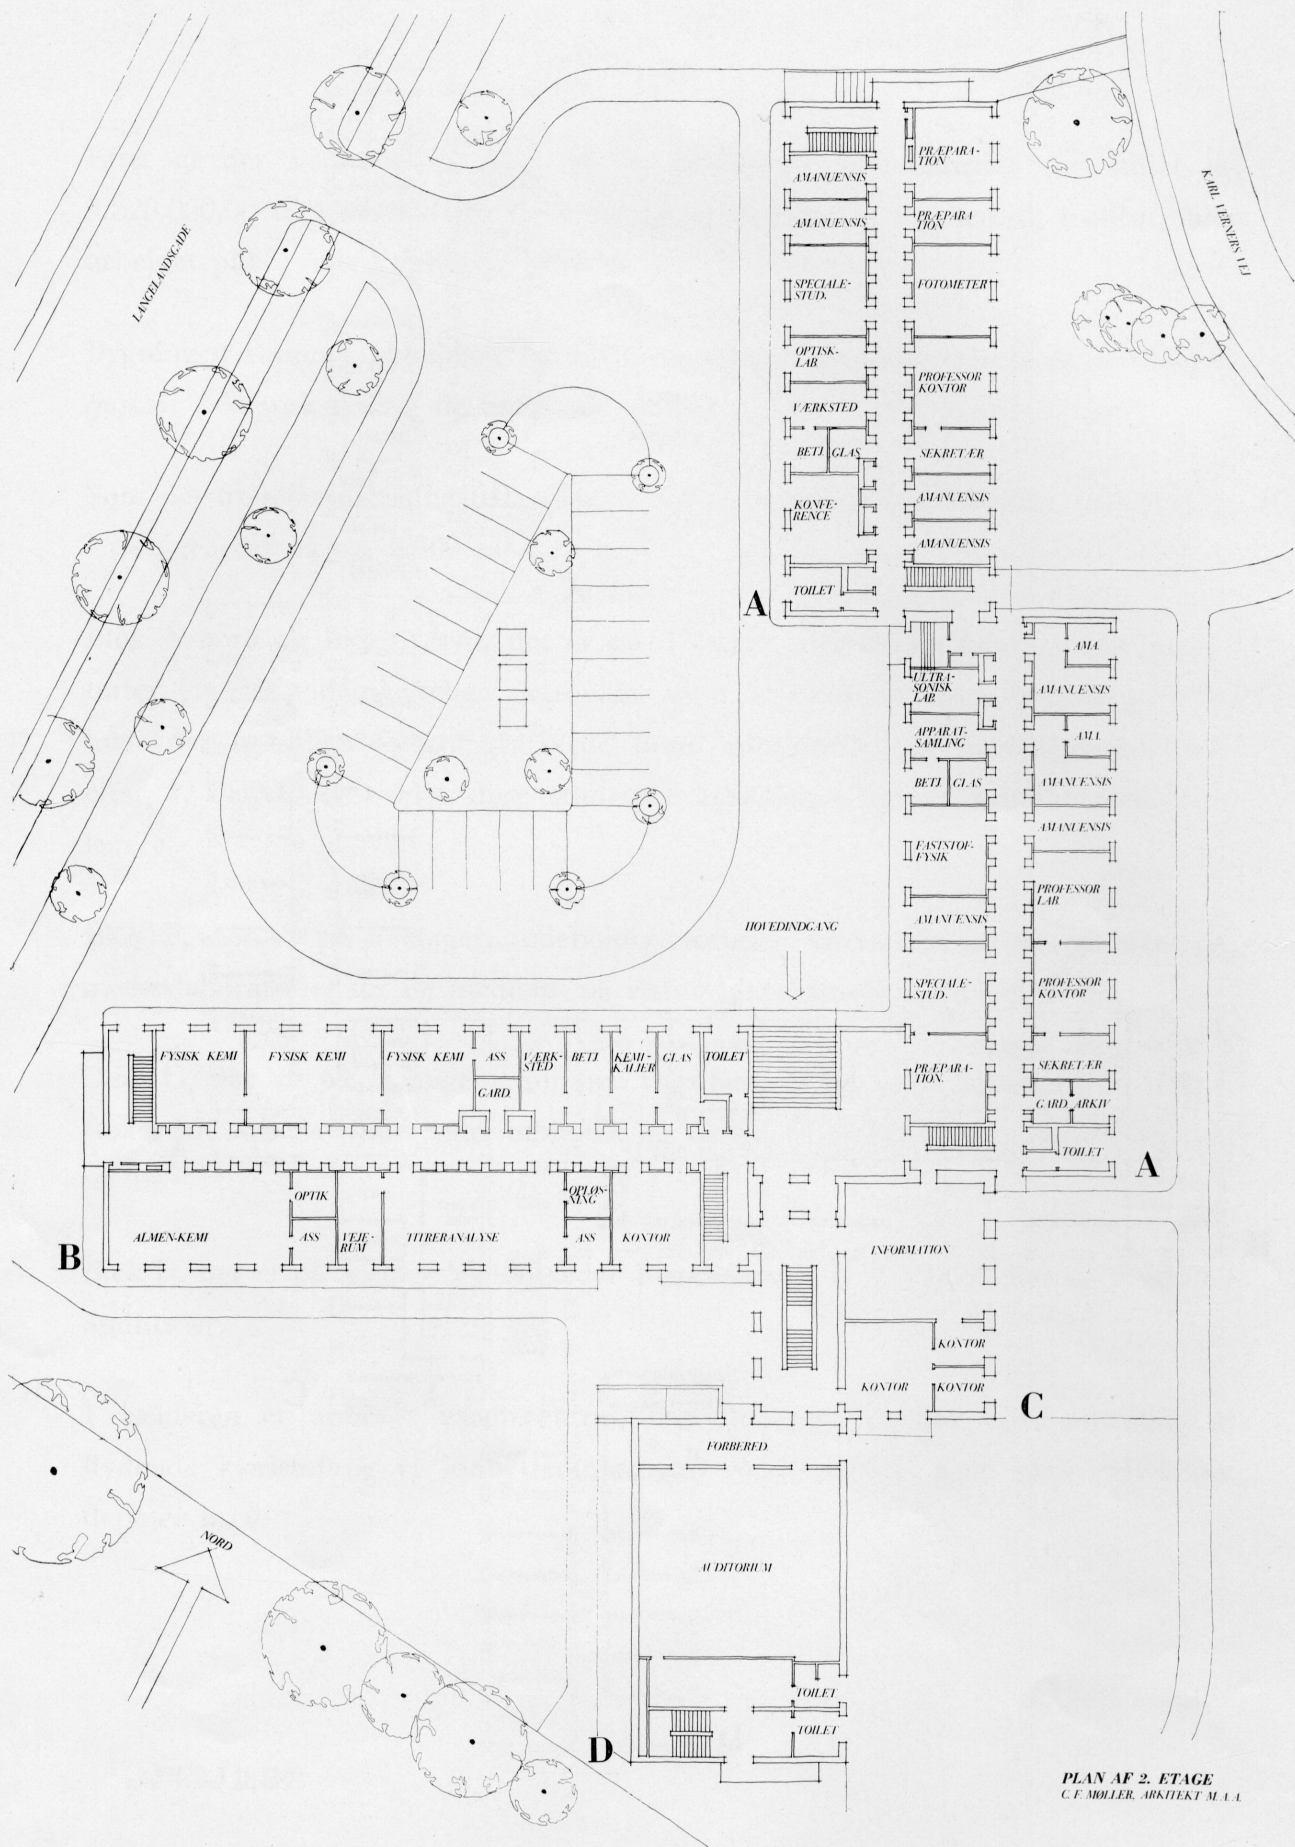 LANGELANDSGADE
KARL VERNERS VEJ
PRÆPARA-
TION
AMANUENSIS
PRÆPARA
TION
AMANUENSIS
SPECIALE-
STUD.
FOTOMETER
OPTISK-
LAB.
PROFESSOR
KONTOR
VÆRKSTED
BETJ. GLAS
SEKRETÆR
KONFE-
RENCE
AMANUENSIS
AMANUENSIS
TOILET
A
ULTRA-
SONISK
LAB.
AMA.
AMANUENSIS
APPARAT-
SAMLING
AMA.
BETJ. GLAS
AMANUENSIS
AMANUENSIS
FASTSTOF-
FYSIK
PROFESSOR
LAB.
AMANUENSIS
SPECIALE-
STUD.
PROFESSOR
KONTOR
PRÆPARA-
TION.
SEKRETÆR
GARD. ARKIV
TOILET
A
HOVEDINDGANG
FYSISK KEMI
FYSISK KEMI
FYSISK KEMI
ASS
GARD.
VÆRK-
STED
BETJ.
KEMI-
KALIER
GLAS
TOILET
ALMEN-KEMI
OPTIK
ASS
VEJE-
RUM
TITRERANALYSE
OPLØS-
NING
ASS
KONTOR
B
INFORMATION
KONTOR
KONTOR
KONTOR
C
FORBERED.
AUDITORIUM
TOILET
TOILET
D
NORD
PLAN AF 2. ETAGE
C. F. MØLLER, ARKITEKT M. A. A.